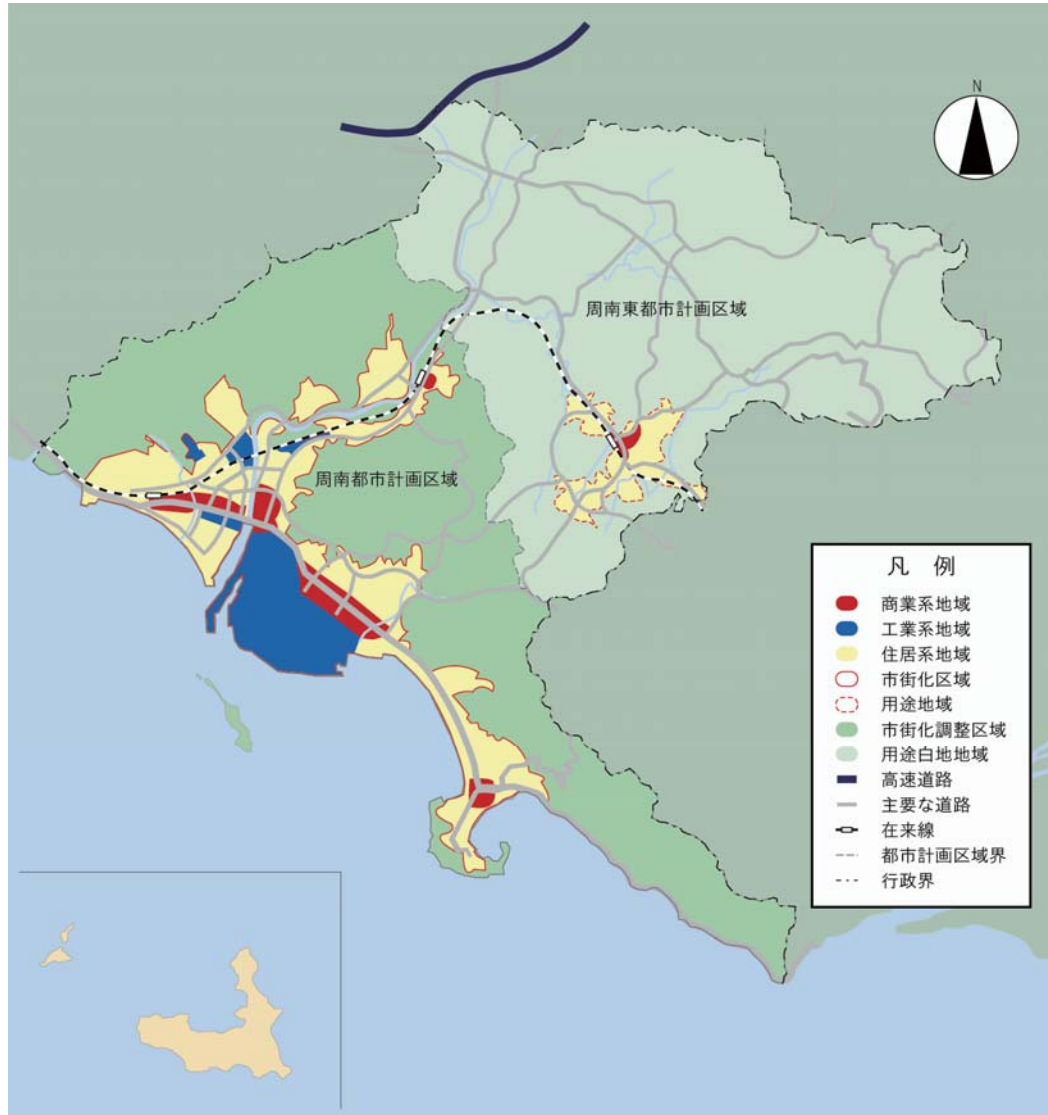 N
周南東都市計画区域
周南都市計画区域
凡 例
商業系地域
工業系地域
住居系地域
市街化区域
用途地域
市街化調整区域
用途白地地域
高速道路
主要な道路
在来線
都市計画区域界
行政界